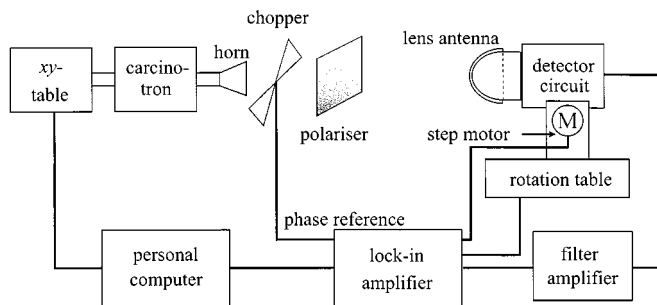 chopper
horn
lens antenna
xy-
table
carcino-
tron
detector
circuit
polariser
M
step motor
rotation table
phase reference
personal
computer
lock-in
amplifier
filter
amplifier